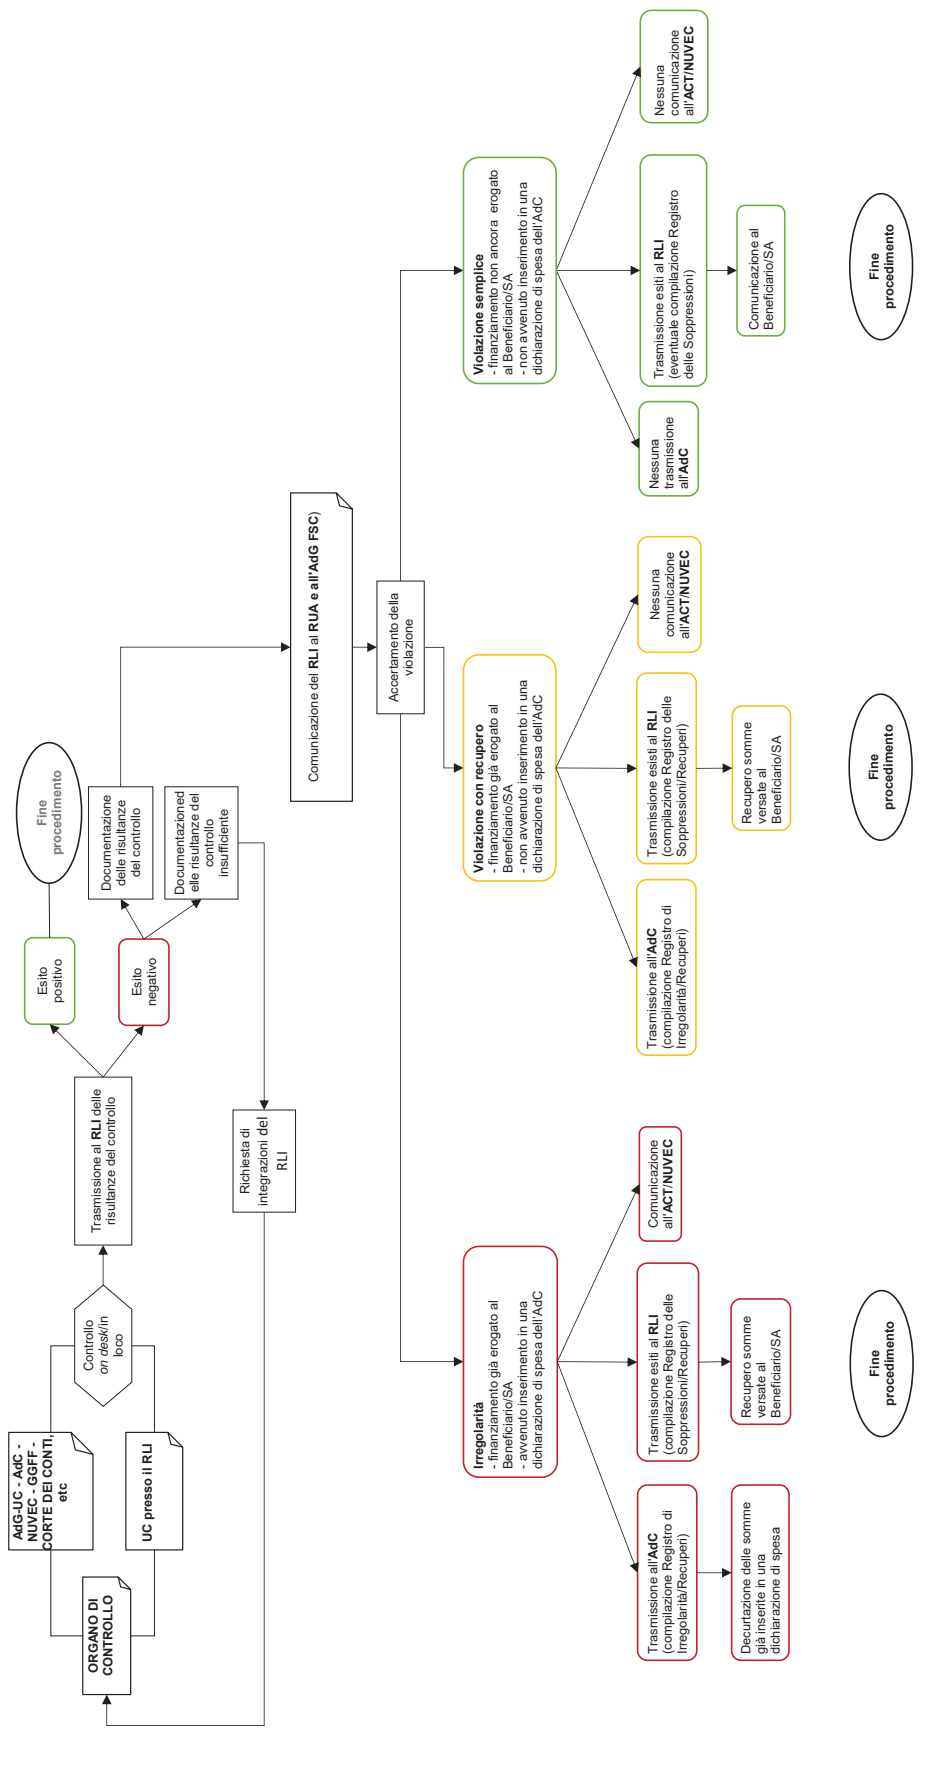 ORGANO DI
CONTROLLO
AdG-UC - AdC -
NUVEC - GGFF -
CORTE DEI CONTI,
etc
UC presso il RLI
Controllo
on desk/in
loco
Trasmissione al RLI delle
risultanze del controllo
Esito
positivo
Fine
procedimento
Esito
negativo
Documentazione
delle risultanze
del controllo
Documentazioned
elle risultanze del
controllo
insufficiente
Richiesta di
integrazioni del
RLI
Comunicazione del RLI al RUA e all'AdG FSC)
Accertamento della
violazione
Irregolarità
- finanziamento già erogato al
Beneficiario/SA
- avvenuto inserimento in una
dichiarazione di spesa dell'AdC
Trasmissione all'AdC
(compilazione Registro di
Irregolarità/Recuperi)
Trasmissione esiti al RLI
(compilazione Registro delle
Soppressioni/Recuperi)
Comunicazione
all'ACT/NUVEC
Decurtazione delle somme
già inserite in una
dichiarazione di spesa
Recupero somme
versate al
Beneficiario/SA
Fine
procedimento
Violazione con recupero
- finanziamento già erogato al
Beneficiario/SA
- non avvenuto inserimento in una
dichiarazione di spesa dell'AdC
Trasmissione all'AdC
(compilazione Registro di
Irregolarità/Recuperi)
Trasmissione esisti al RLI
(compilazione Registro delle
Soppressioni/Recuperi)
Nessuna
comunicazione
all'ACT/NUVEC
Recupero somme
versate al
Beneficiario/SA
Fine
procedimento
Violazione semplice
- finanziamento non ancora erogato
al Beneficiario/SA
- non avvenuto inserimento in una
dichiarazione di spesa dell'AdC
Nessuna
trasmissione
all'AdC
Trasmissione esiti al RLI
(eventuale compilazione Registro
delle Soppressioni)
Nessuna
comunicazione
all'ACT/NUVEC
Comunicazione al
Beneficiario/SA
Fine
procedimento